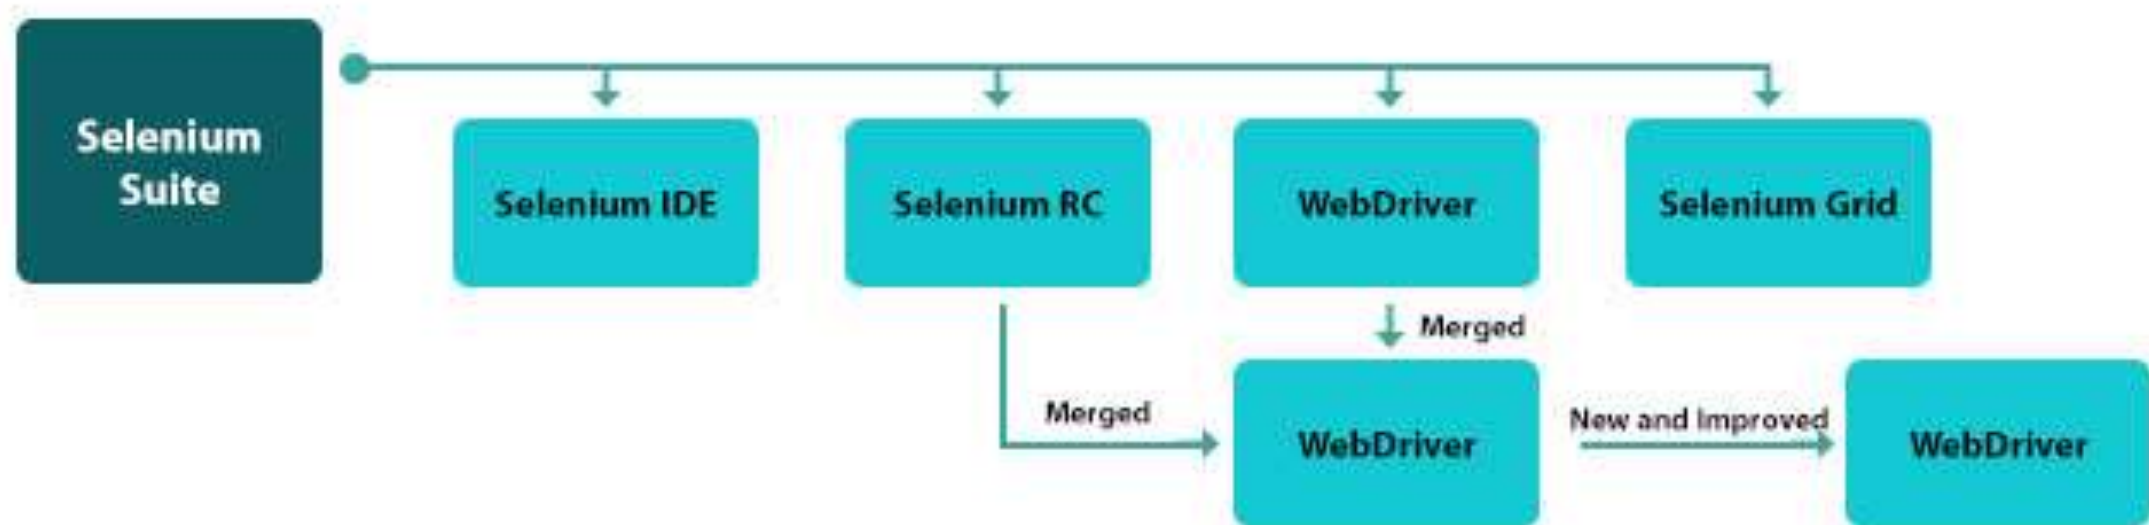 Selenium
Suite
Selenium IDE
Selenium RC
WebDriver
Selenium Grid
Merged
Merged
WebDriver
New and Improved
WebDriver